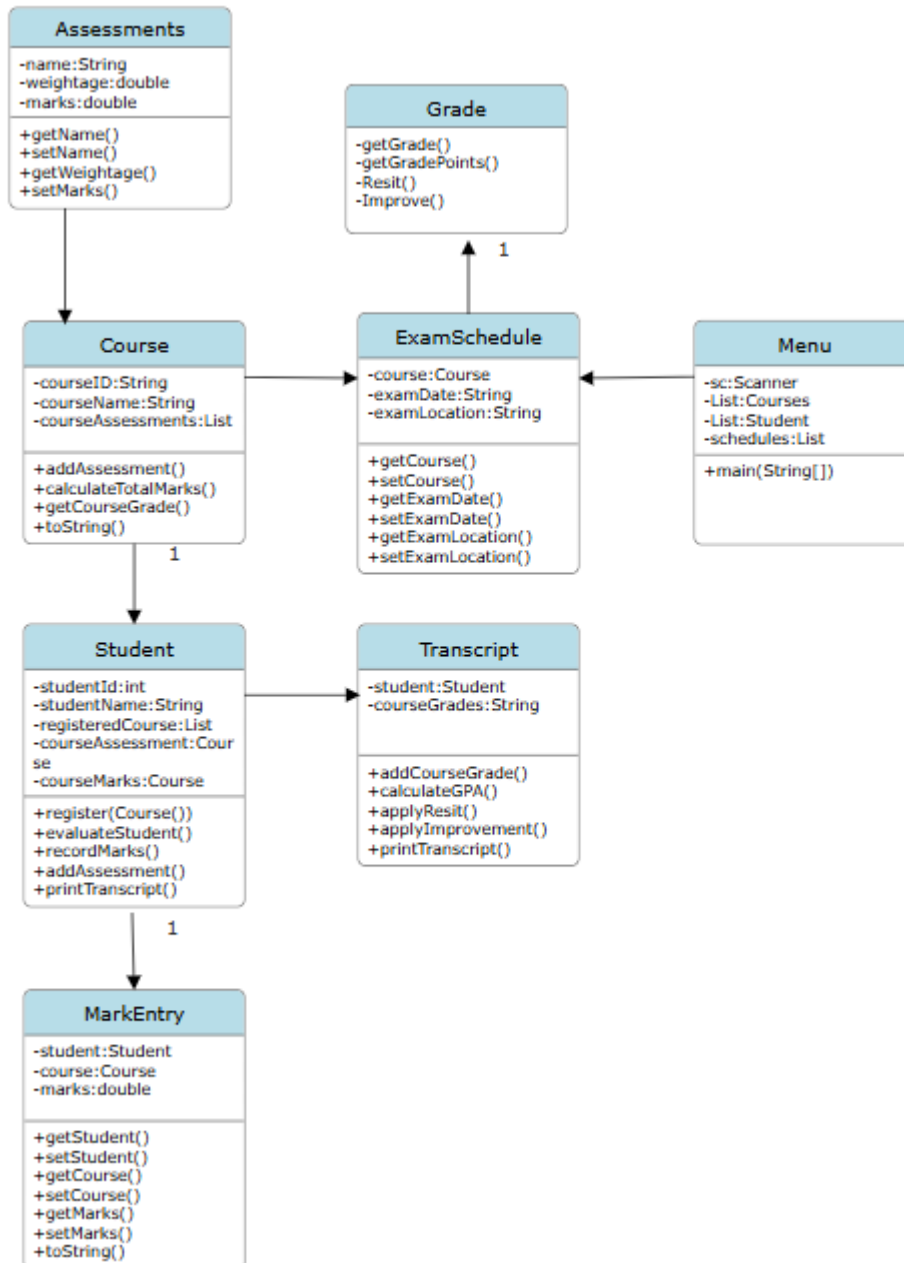 Assessments
-name:String
-weightage:double
-marks:double
+getName()
+setName()
+getWeightage()
+setMarks()
Grade
-getGrade()
-getGradePoints()
-Resit()
-Improve()
1
Course
-courseID:String
-courseName:String
-courseAssessments:List
+addAssessment()
+calculateTotalMarks()
+getCourseGrade()
+toString()
1
ExamSchedule
-course:Course
-examDate:String
-examLocation:String
+getCourse()
+setCourse()
+getExamDate()
+setExamDate()
+getExamLocation()
+setExamLocation()
Menu
-sc:Scanner
-List:Courses
-List:Student
-schedules:List
+main(String[])
Student
-studentId:int
-studentName:String
-registeredCourse:List
-courseAssessment:Cour
se
-courseMarks:Course
+register(Course())
+evaluateStudent()
+recordMarks()
+addAssessment()
+printTranscript()
1
Transcript
-student:Student
-courseGrades:String
+addCourseGrade()
+calculateGPA()
+applyResit()
+applyImprovement()
+printTranscript()
MarkEntry
-student:Student
-course:Course
-marks:double
+getStudent()
+setStudent()
+getCourse()
+setCourse()
+getMarks()
+setMarks()
+toString()